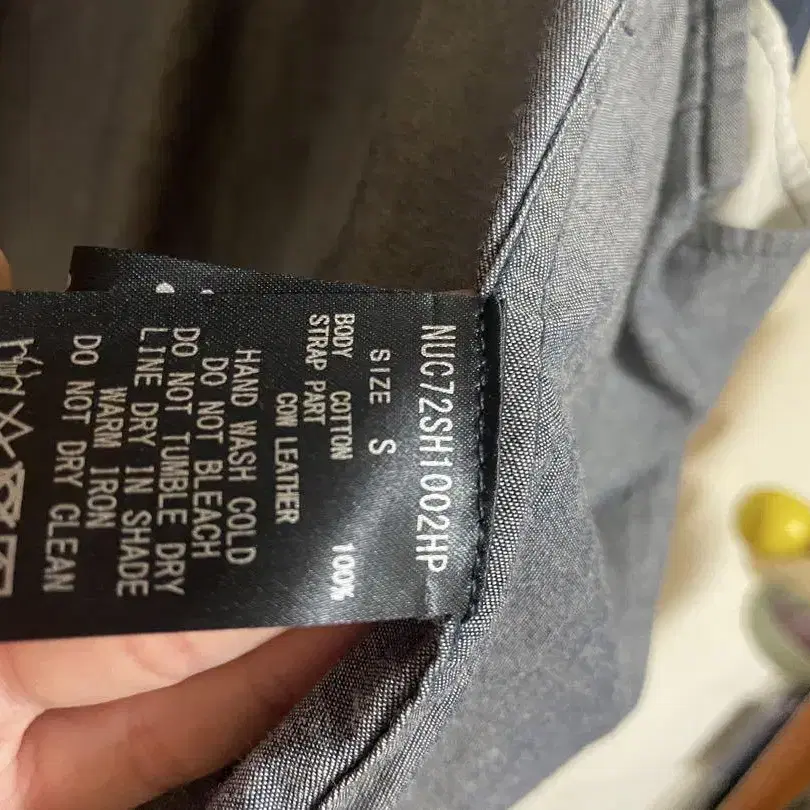 NUC72SH1002HP
SIZE S
BODY COTTON 100%
STRAP PART
COW LEATHER
HAND WASH COLD
DO NOT BLEACH
DO NOT TUMBLE DRY
LINE DRY IN SHADE
WARM IRON
DO NOT DRY CLEAN